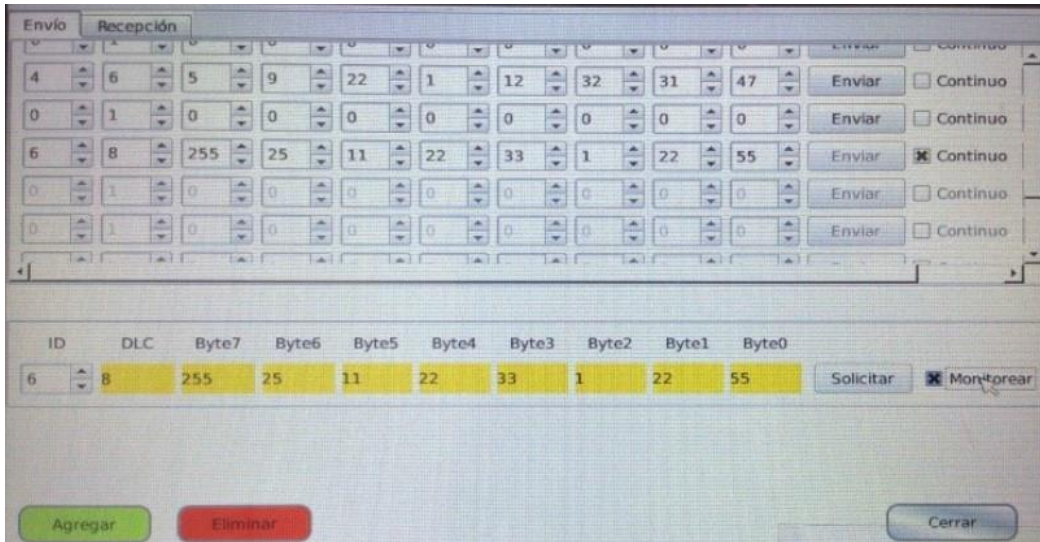 Envío Recepción
4 6 5 9 22 1 12 32 31 47 Enviar Continuo
0 1 0 0 0 0 0 0 0 0 Enviar Continuo
6 8 255 25 11 22 33 1 22 55 Enviar Continuo
0 1 0 0 0 0 0 0 0 0 Enviar Continuo
0 1 0 0 0 0 0 0 0 0 Enviar Continuo
ID DLC Byte7 Byte6 Byte5 Byte4 Byte3 Byte2 Byte1 Byte0
6 8 255 25 11 22 33 1 22 55 Solicitar Monitorear
Agregar Eliminar Cerrar